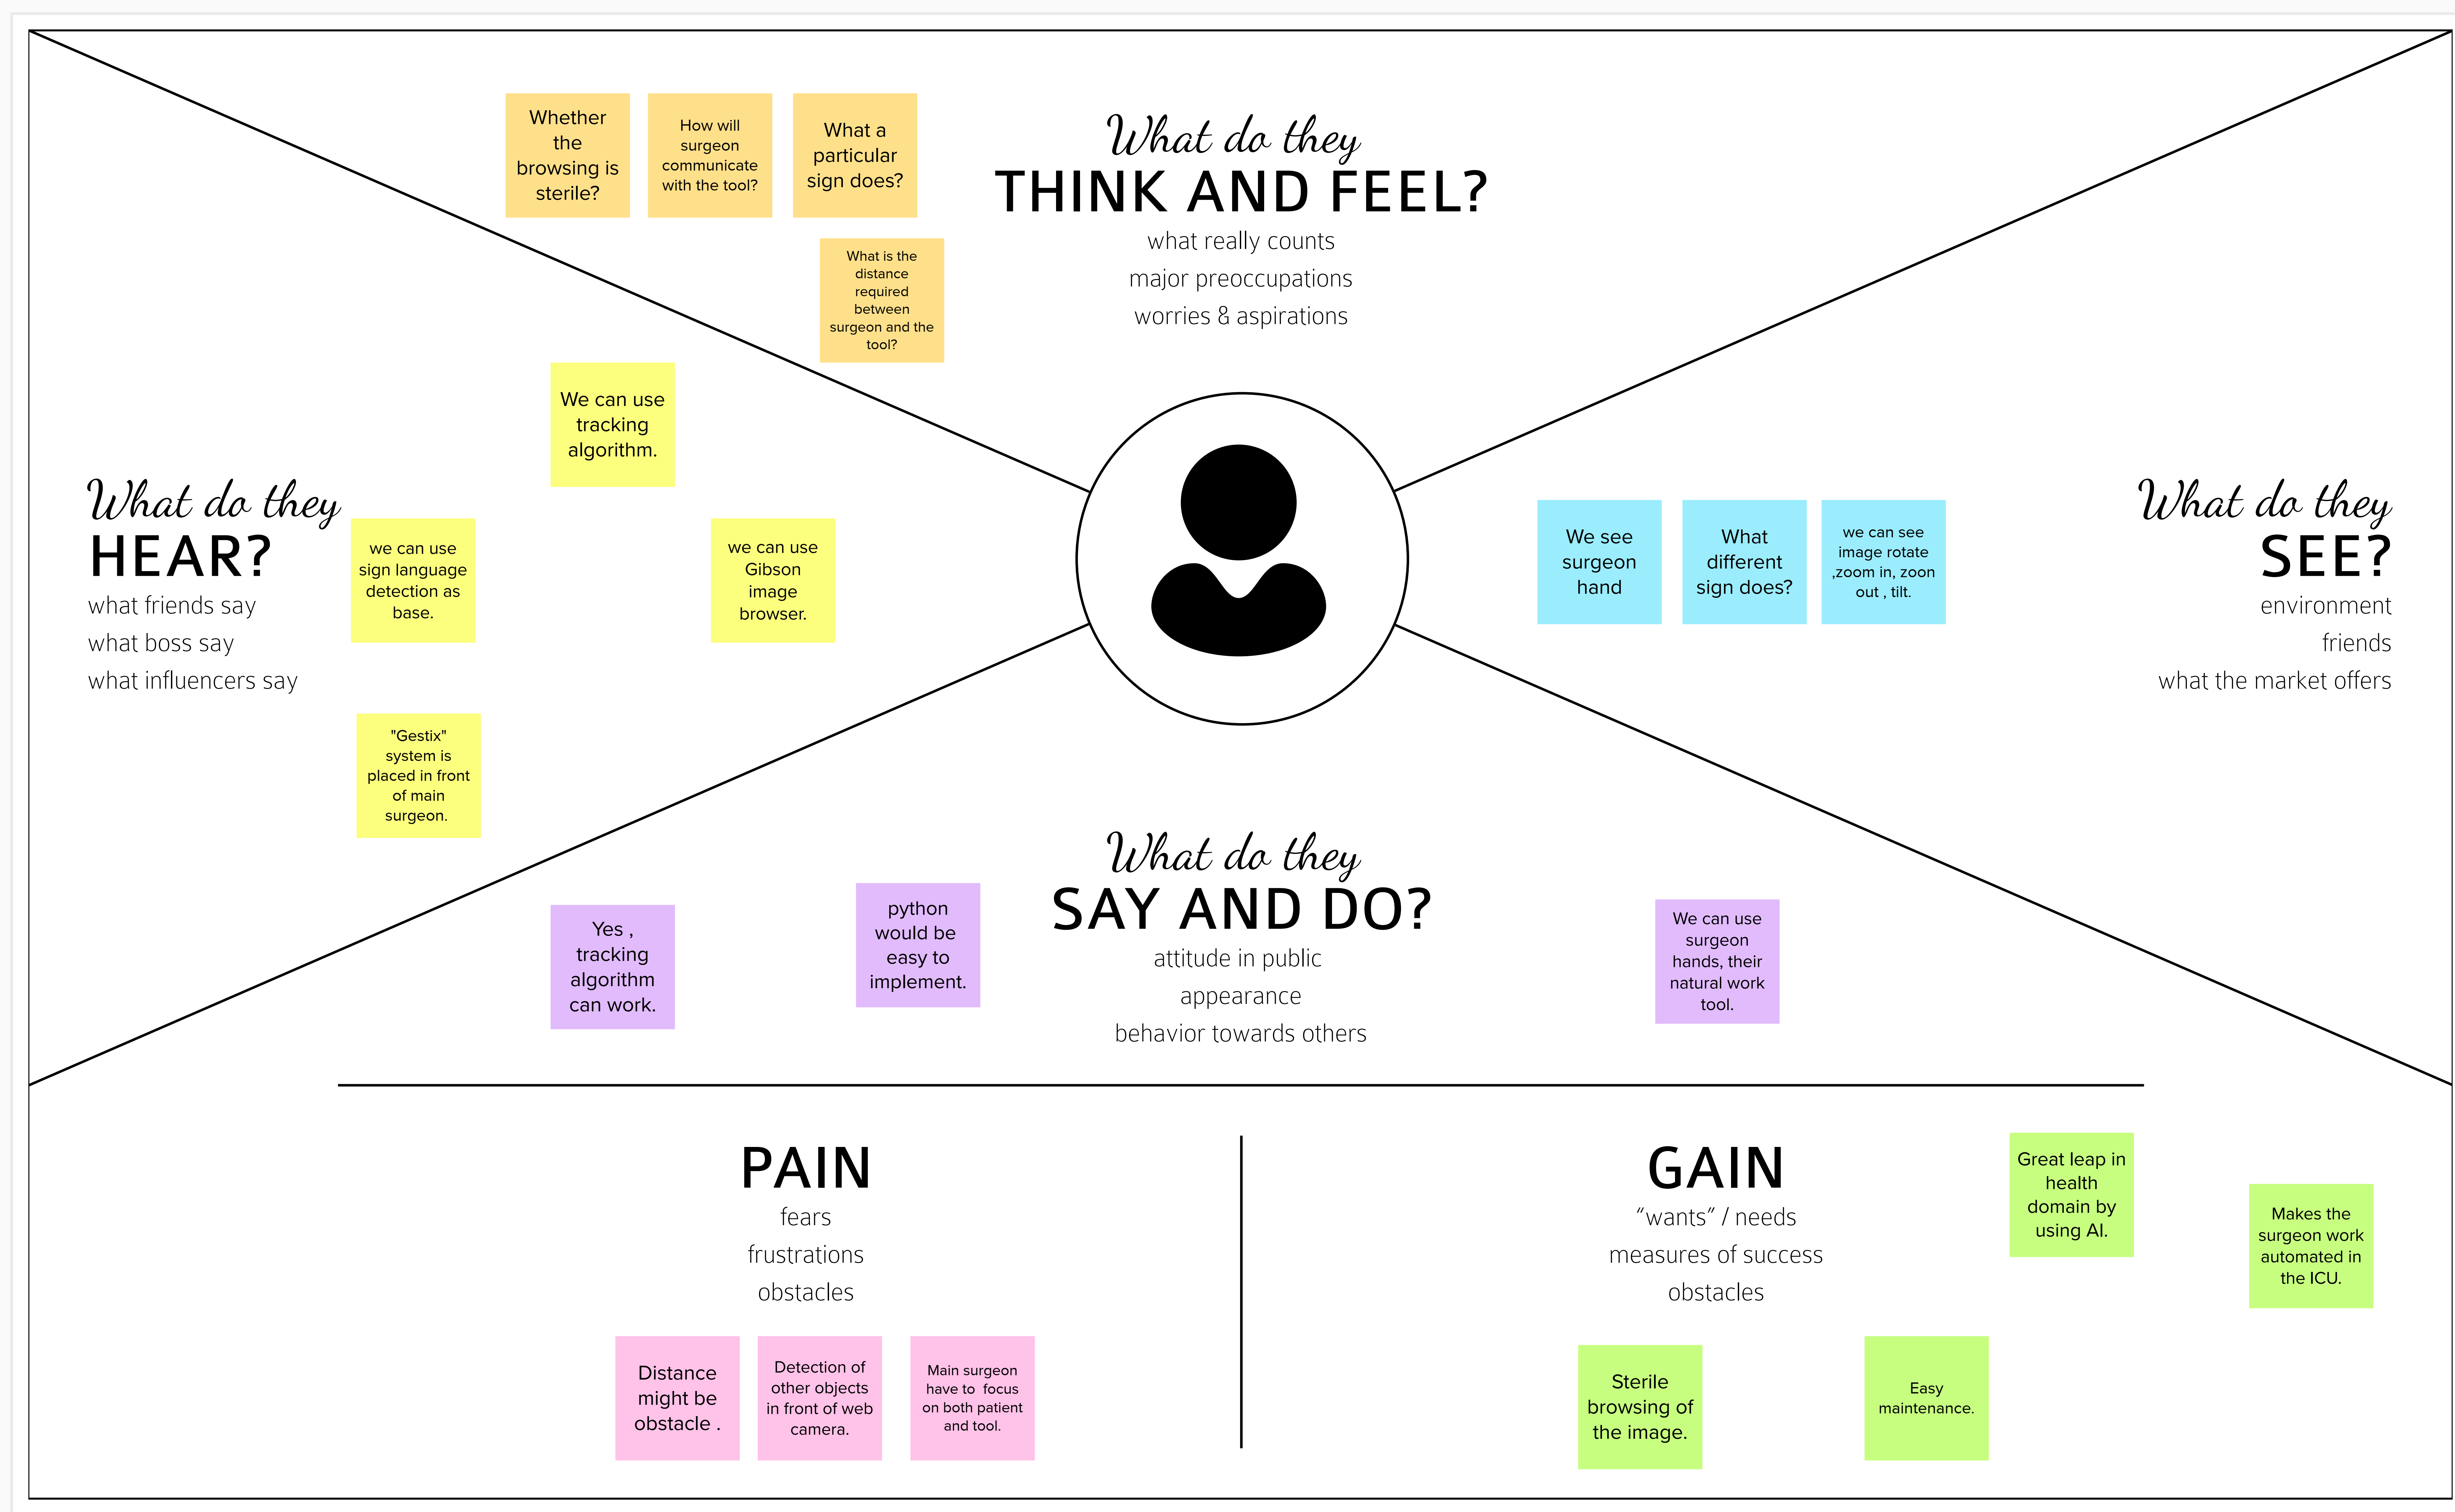 Whether
the
browsing is
sterile?
How will
surgeon
communicate
with the tool?
What a
particular
sign does?
What is the
distance
required
between
surgeon and the
tool?
What do they
THINK AND FEEL?
what really counts
major preoccupations
worries & aspirations
What do they
HEAR?
what friends say
what boss say
what influencers say
We can use
tracking
algorithm.
we can use
sign language
detection as
base.
we can use
Gibson
image
browser.
"Gestix"
system is
placed in front
of main
surgeon.
We see
surgeon
hand
What
different
sign does?
we can see
image rotate
,zoom in, zoon
out , tilt.
What do they
SEE?
environment
friends
what the market offers
Yes ,
tracking
algorithm
can work.
python
would be
easy to
implement.
What do they
SAY AND DO?
attitude in public
appearance
behavior towards others
We can use
surgeon
hands, their
natural work
tool.
PAIN
fears
frustrations
obstacles
Distance
might be
obstacle .
Detection of
other objects
in front of web
camera.
Main surgeon
have to  focus
on both patient
and tool.
GAIN
“wants” / needs
measures of success
obstacles
Great leap in
health
domain by
using AI.
Makes the
surgeon work
automated in
the ICU.
Sterile
browsing of
the image.
Easy
maintenance.